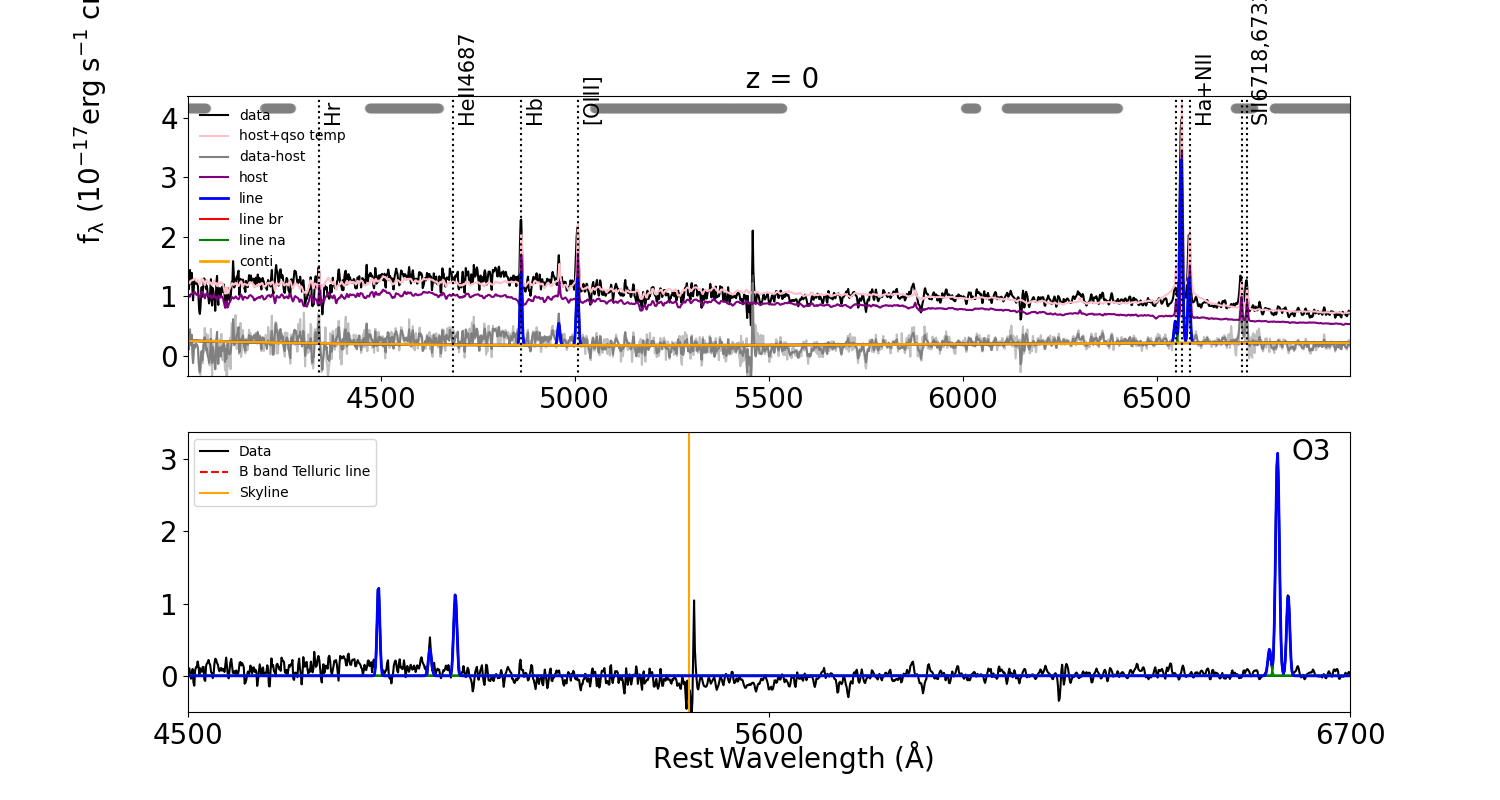 z = 0
f_λ (10^−17 erg s^−1
Hr
HeII4687
Hb
[OIII]
Ha+NII
SII6718,673
data
host+qso temp
data-host
host
line
line br
line na
conti
4
3
2
1
0
4500
5000
5500
6000
6500
Data
B band Telluric line
Skyline
O3
3
2
1
0
4500
5600
6700
Rest Wavelength (Å)